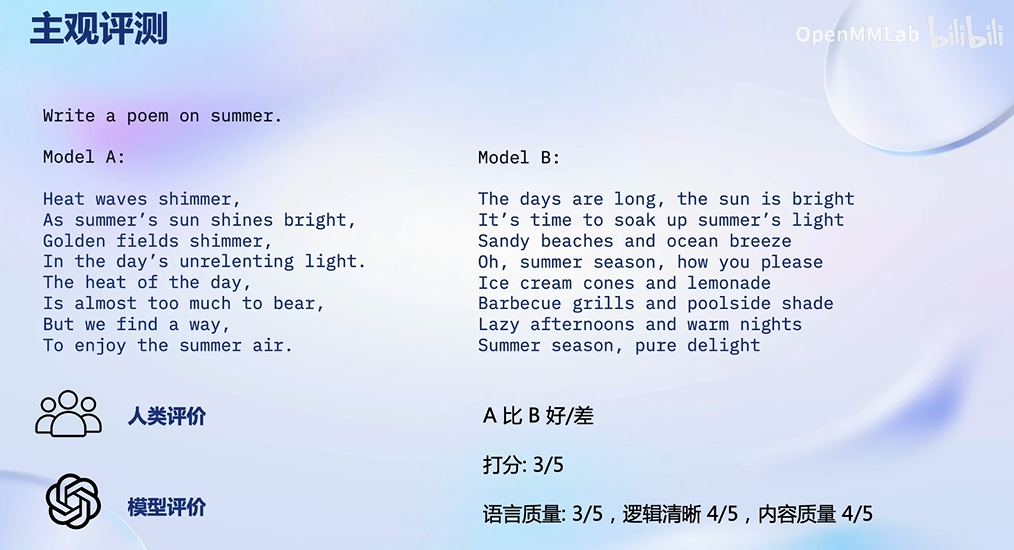 主观评测
OpenMMLab bilibili
Write a poem on summer.
Model A:
Heat waves shimmer,
As summer’s sun shines bright,
Golden fields shimmer,
In the day’s unrelenting light.
The heat of the day,
Is almost too much to bear,
But we find a way,
To enjoy the summer air.
Model B:
The days are long, the sun is bright
It’s time to soak up summer’s light
Sandy beaches and ocean breeze
Oh, summer season, how you please
Ice cream cones and lemonade
Barbecue grills and poolside shade
Lazy afternoons and warm nights
Summer season, pure delight
人类评价
模型评价
A 比 B 好/差
打分: 3/5
语言质量: 3/5，逻辑清晰 4/5，内容质量 4/5